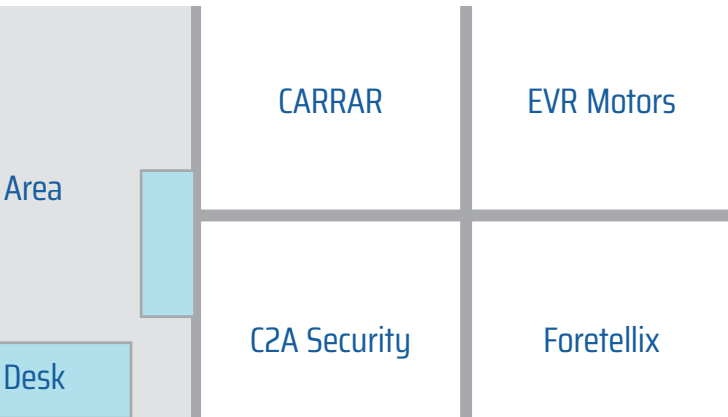 CARRAR
EVR Motors
Area
C2A Security
Foretellix
Desk